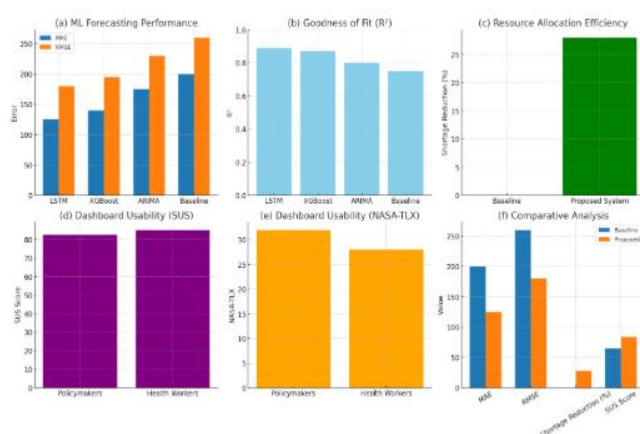 (a) ML Forecasting Performance
MAE
RMSE
250
200
150
100
50
0
Error
LSTM XGBoost ARIMA Baseline
(b) Goodness of Fit (R²)
1.0
0.8
0.6
0.4
0.2
0.0
R²
LSTM XGBoost ARIMA Baseline
(c) Resource Allocation Efficiency
25
20
15
10
5
0
Shortage Reduction (%)
Baseline Proposed System
(d) Dashboard Usability (SUS)
80
70
60
50
40
30
20
10
0
SUS Score
Policymakers Health Workers
(e) Dashboard Usability (NASA-TLX)
30
25
20
15
10
5
0
NASA-TLX
Policymakers Health Workers
(f) Comparative Analysis
Baseline
Proposed
250
200
150
100
50
0
Value
MAE
RMSE
Shortage Reduction (%)
SUS Score